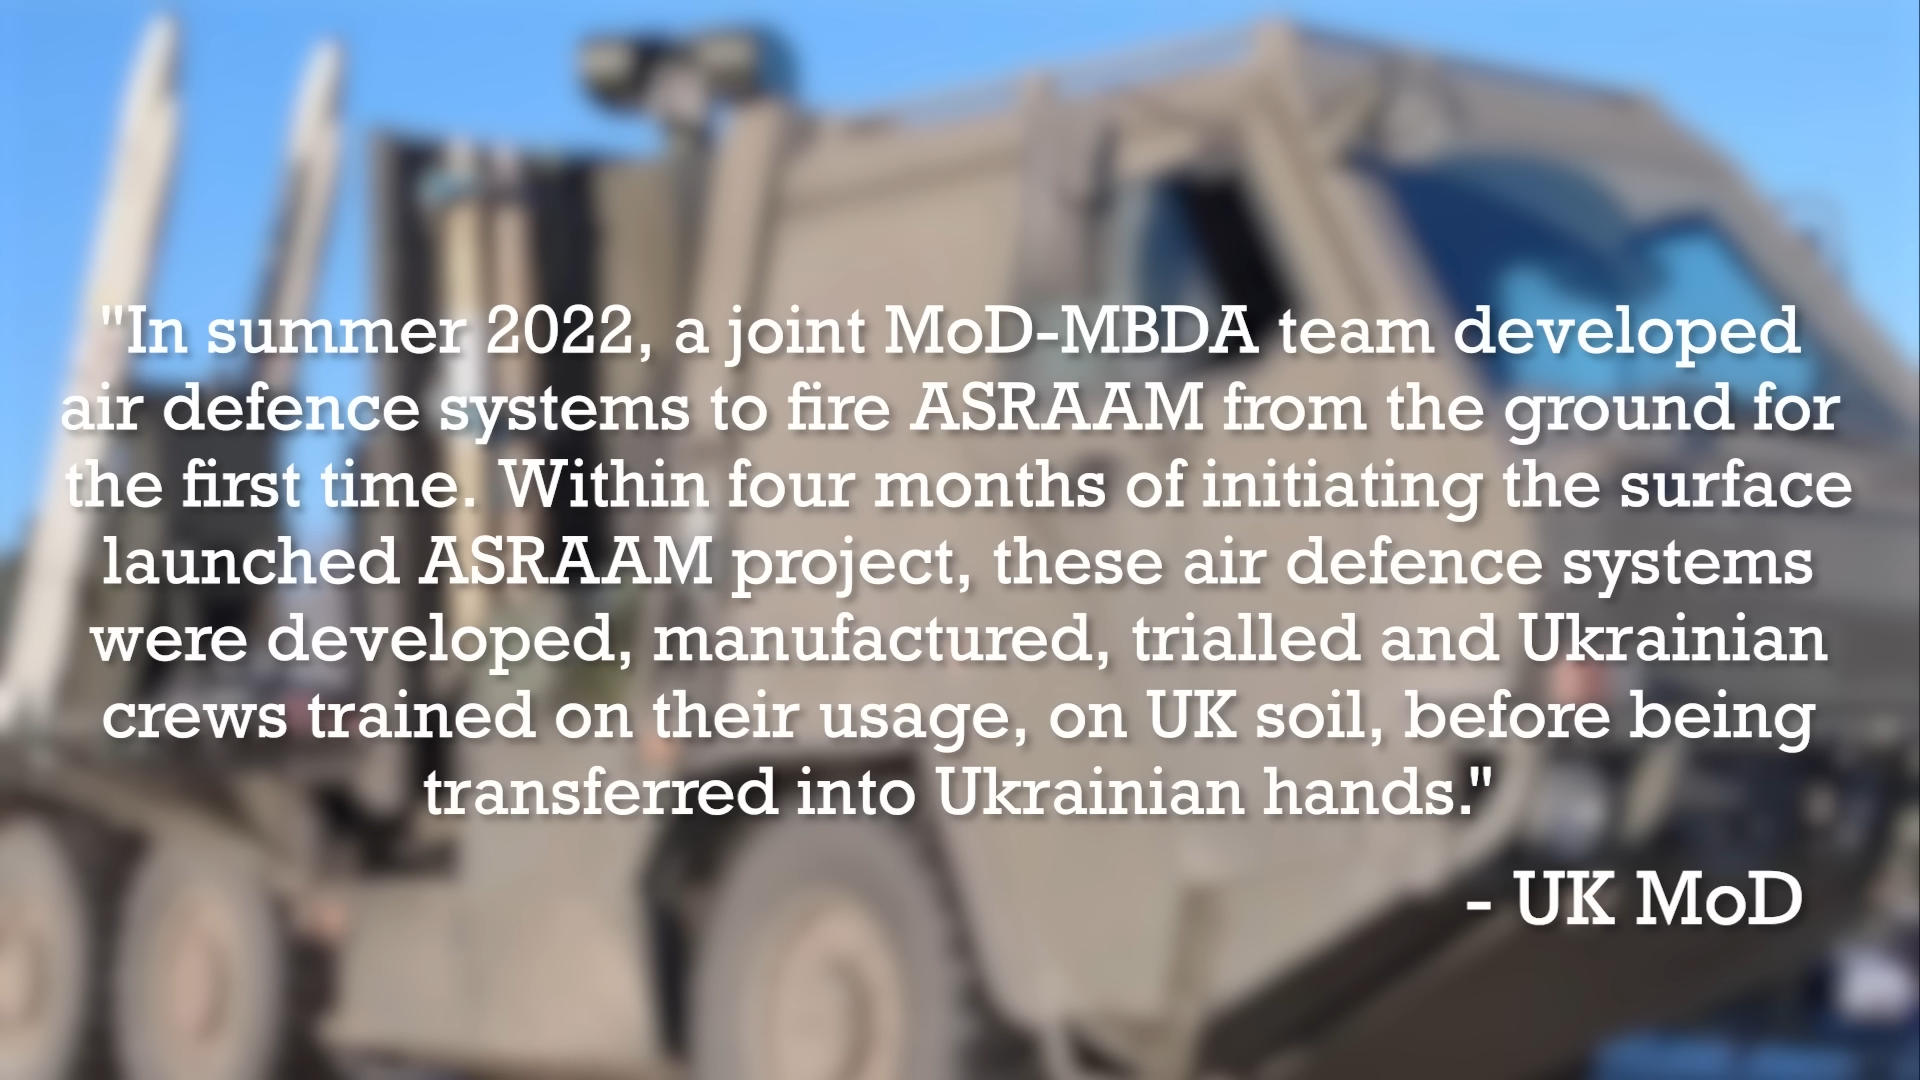 "In summer 2022, a joint MoD-MBDA team developed
air defence systems to fire ASRAAM from the ground for
the first time. Within four months of initiating the surface
launched ASRAAM project, these air defence systems
were developed, manufactured, trialled and Ukrainian
crews trained on their usage, on UK soil, before being
transferred into Ukrainian hands."
- UK MoD